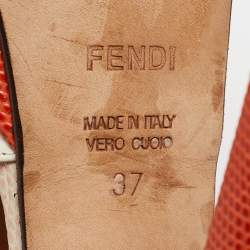 FENDI
MADE IN ITALY
VERO CUOIO
37